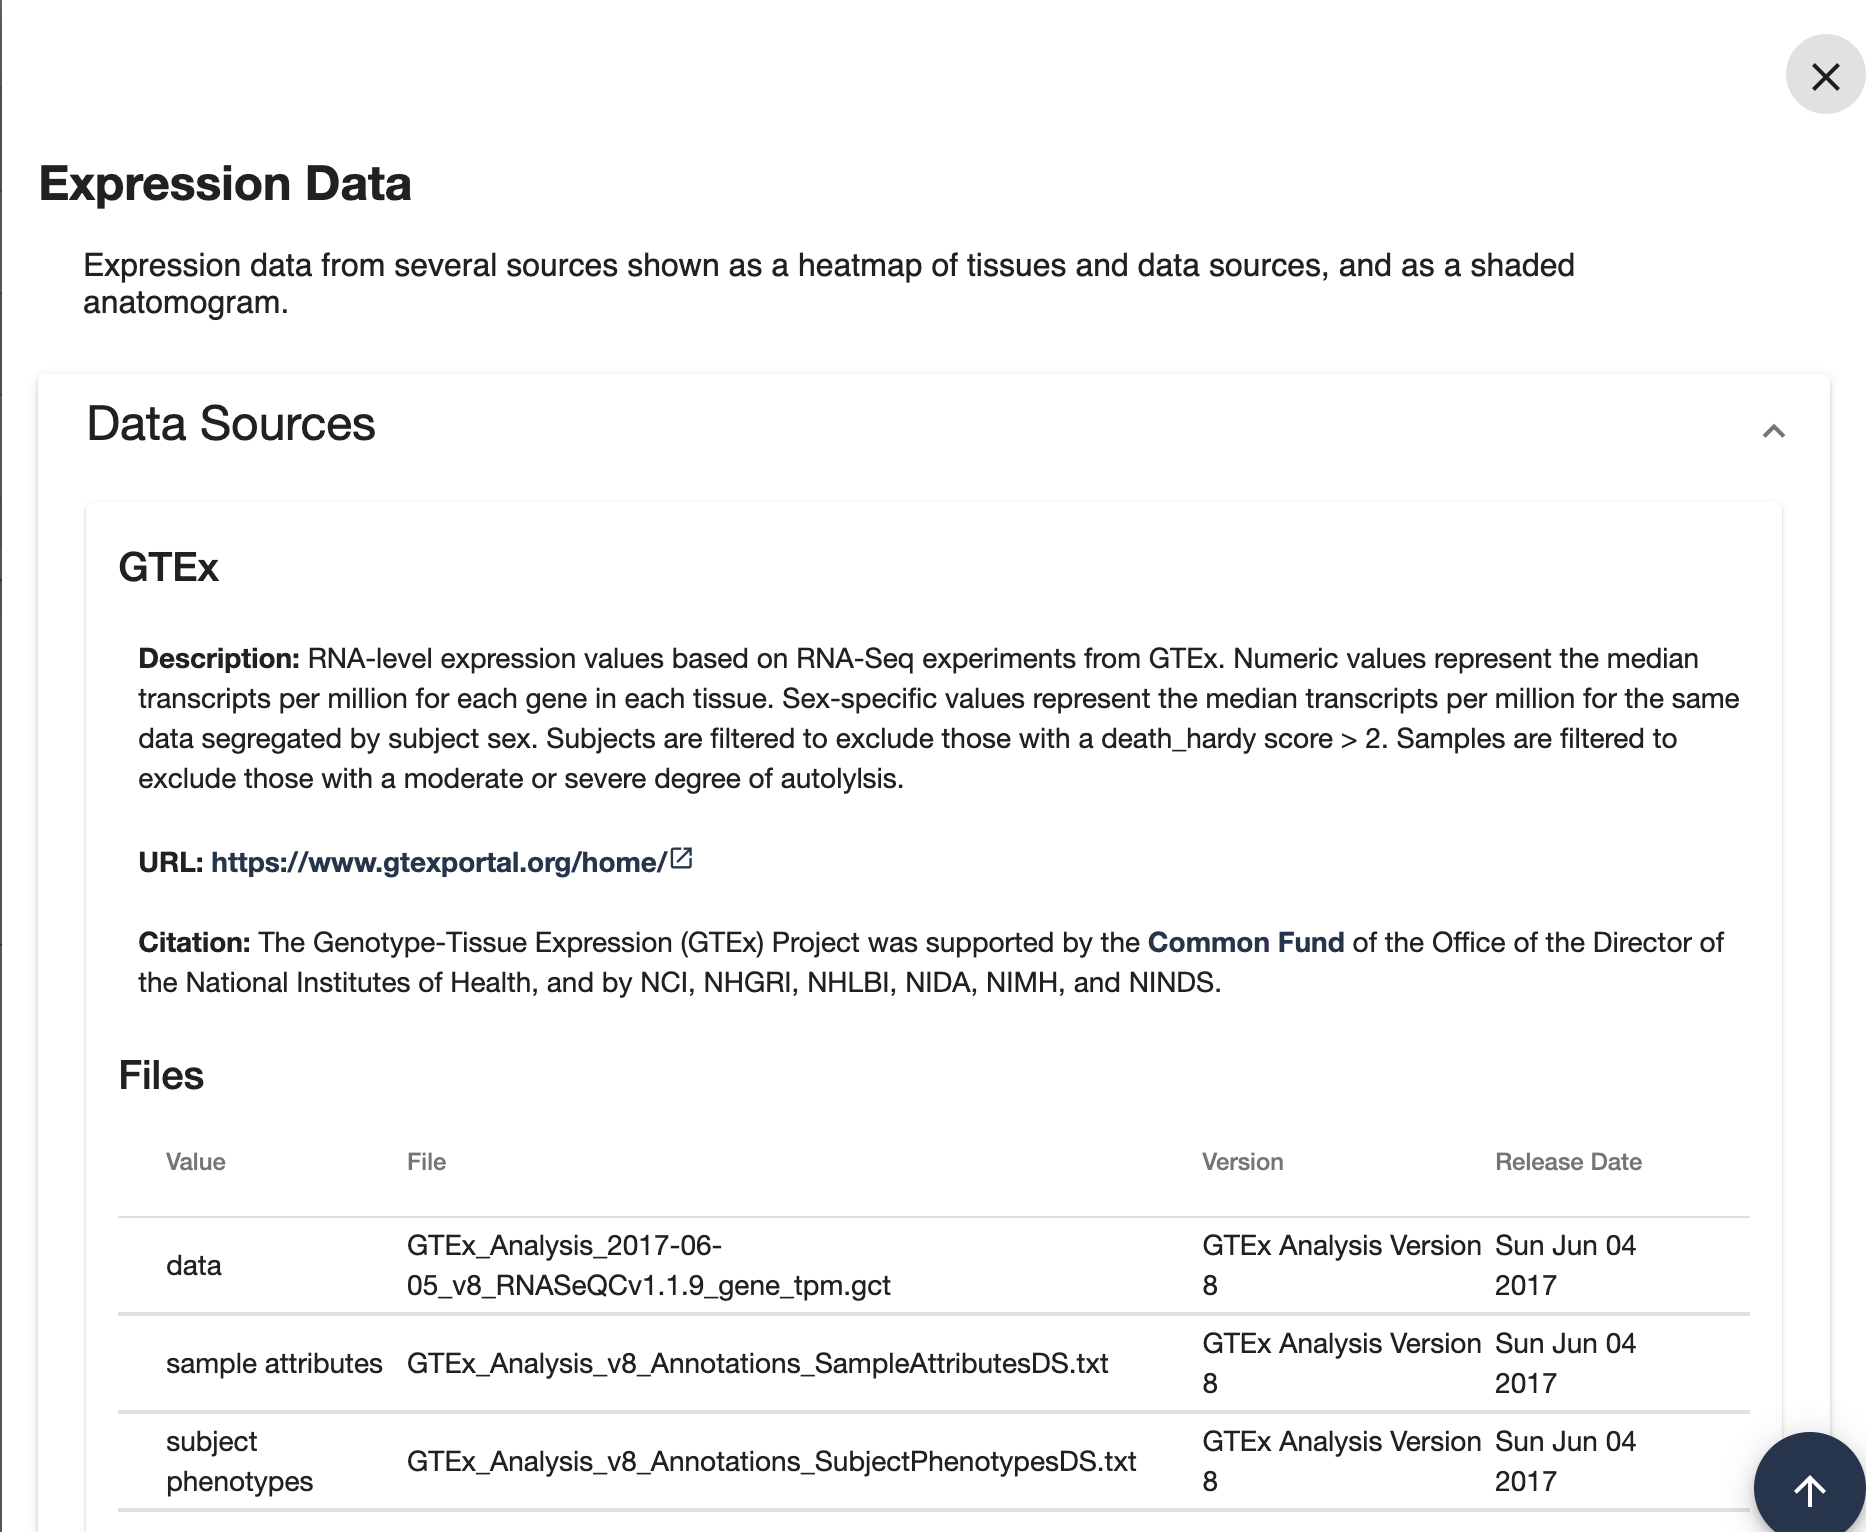 Expression Data
Expression data from several sources shown as a heatmap of tissues and data sources, and as a shaded
anatomogram.
Data Sources
GTEx
Description: RNA-level expression values based on RNA-Seq experiments from GTEx. Numeric values represent the median
transcripts per million for each gene in each tissue. Sex-specific values represent the median transcripts per million for the same
data segregated by subject sex. Subjects are filtered to exclude those with a death_hardy score > 2. Samples are filtered to
exclude those with a moderate or severe degree of autolylsis.
URL: https://www.gtexportal.org/home/
Citation: The Genotype-Tissue Expression (GTEx) Project was supported by the Common Fund of the Office of the Director of
the National Institutes of Health, and by NCI, NHGRI, NHLBI, NIDA, NIMH, and NINDS.
Files
Value File Version Release Date
data
GTEx_Analysis_2017-06-
05_v8_RNASeQCv1.1.9_gene_tpm.gct
GTEx Analysis Version
8
Sun Jun 04
2017
sample attributes
GTEx_Analysis_v8_Annotations_SampleAttributesDS.txt
GTEx Analysis Version
8
Sun Jun 04
2017
subject
phenotypes
GTEx_Analysis_v8_Annotations_SubjectPhenotypesDS.txt
GTEx Analysis Version
8
Sun Jun 04
2017